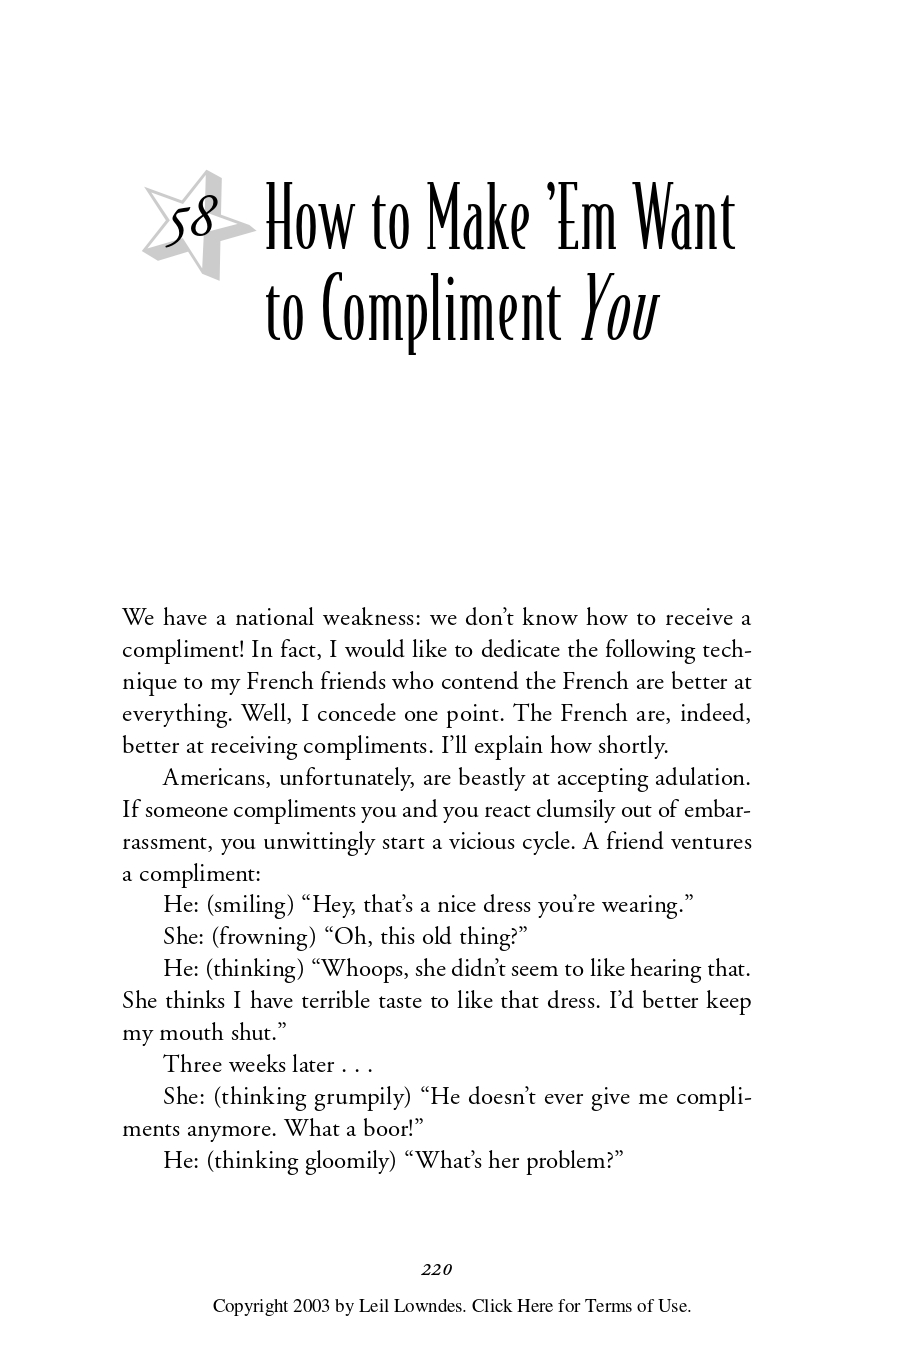 58
How to Make ’Em Want
to Compliment You
We have a national weakness: we don’t know how to receive a
compliment! In fact, I would like to dedicate the following tech-
nique to my French friends who contend the French are better at
everything. Well, I concede one point. The French are, indeed,
better at receiving compliments. I’ll explain how shortly.
Americans, unfortunately, are beastly at accepting adulation.
If someone compliments you and you react clumsily out of embar-
rassment, you unwittingly start a vicious cycle. A friend ventures
a compliment:
He: (smiling) “Hey, that’s a nice dress you’re wearing.”
She: (frowning) “Oh, this old thing?”
He: (thinking) “Whoops, she didn’t seem to like hearing that.
She thinks I have terrible taste to like that dress. I’d better keep
my mouth shut.”
Three weeks later . . .
She: (thinking grumpily) “He doesn’t ever give me compli-
ments anymore. What a boor!”
He: (thinking gloomily) “What’s her problem?”
220
Copyright 2003 by Leil Lowndes. Click Here for Terms of Use.